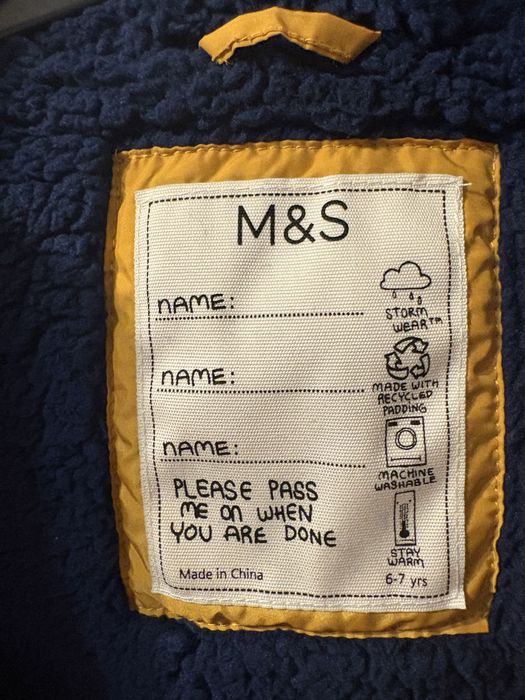 M&S
NAME:
NAME:
NAME:
PLEASE PASS
ME ON WHEN
YOU ARE DONE
Made in China
STORM
WEAR™
MADE WITH
RECYCLED
PADDING
MACHINE
WASHABLE
STAY
WARM
6-7 yrs